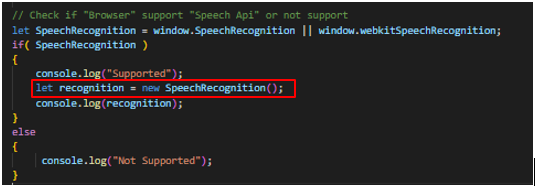 // Check if "Browser" support "Speech Api" or not support
let SpeechRecognition = window.SpeechRecognition || window.webkitSpeechRecognition;
if( SpeechRecognition )
{
console.log("Supported");
let recognition = new SpeechRecognition();
console.log(recognition);
}
else
{
console.log("Not Supported");
}